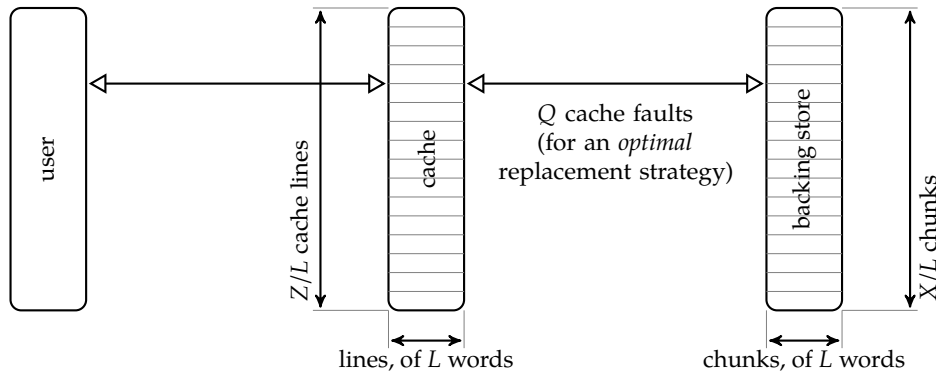 user
Z/L cache lines
cache
Q cache faults
(for an optimal
replacement strategy)
backing store
X/L chunks
lines, of L words
chunks, of L words